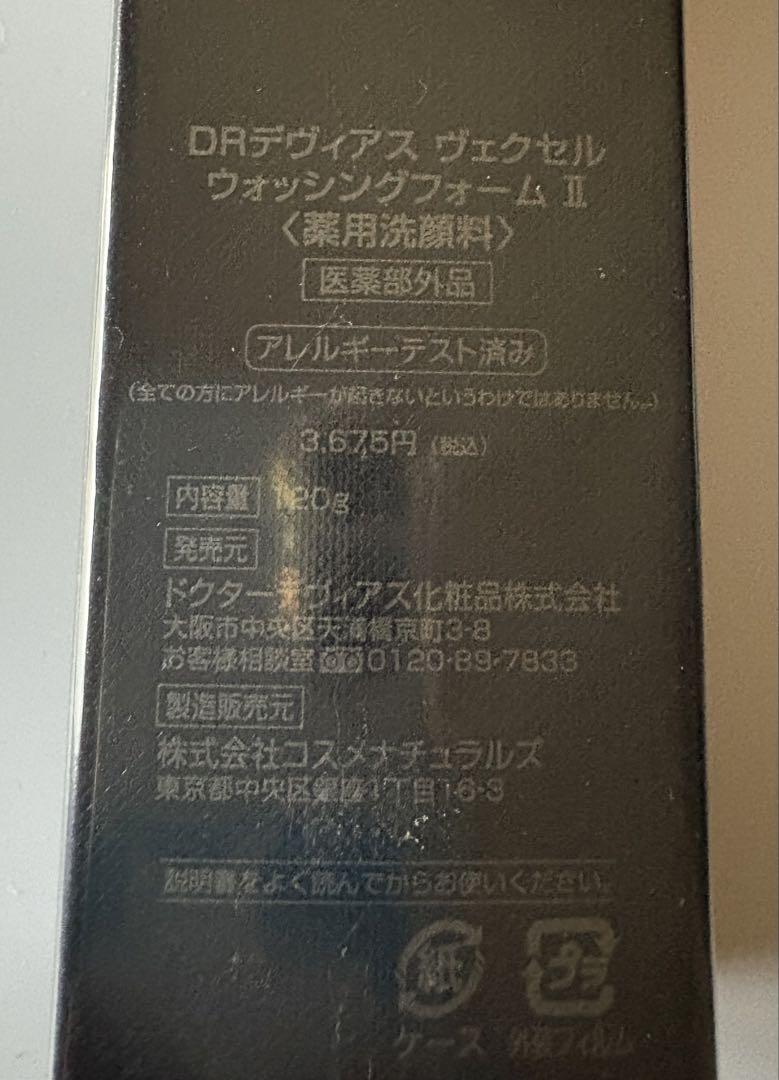 DRデヴィアス ヴェクセル
ウォッシングフォーム II
〈薬用洗顔料〉
医薬部外品
アレルギーテスト済み
(全ての方にアレルギーが起きないというわけではありません。)
3,675円(税込)
内容量 120g
発売元
ドクターデヴィアス化粧品株式会社
大阪市中央区天満橋京町3-8
お客様相談室 0120-89-7833
製造販売元
株式会社コスメナチュラルズ
東京都中央区銀座1丁目16-3
説明書をよく読んでからお使いください。
紙 プラ
ケース 外装フィルム